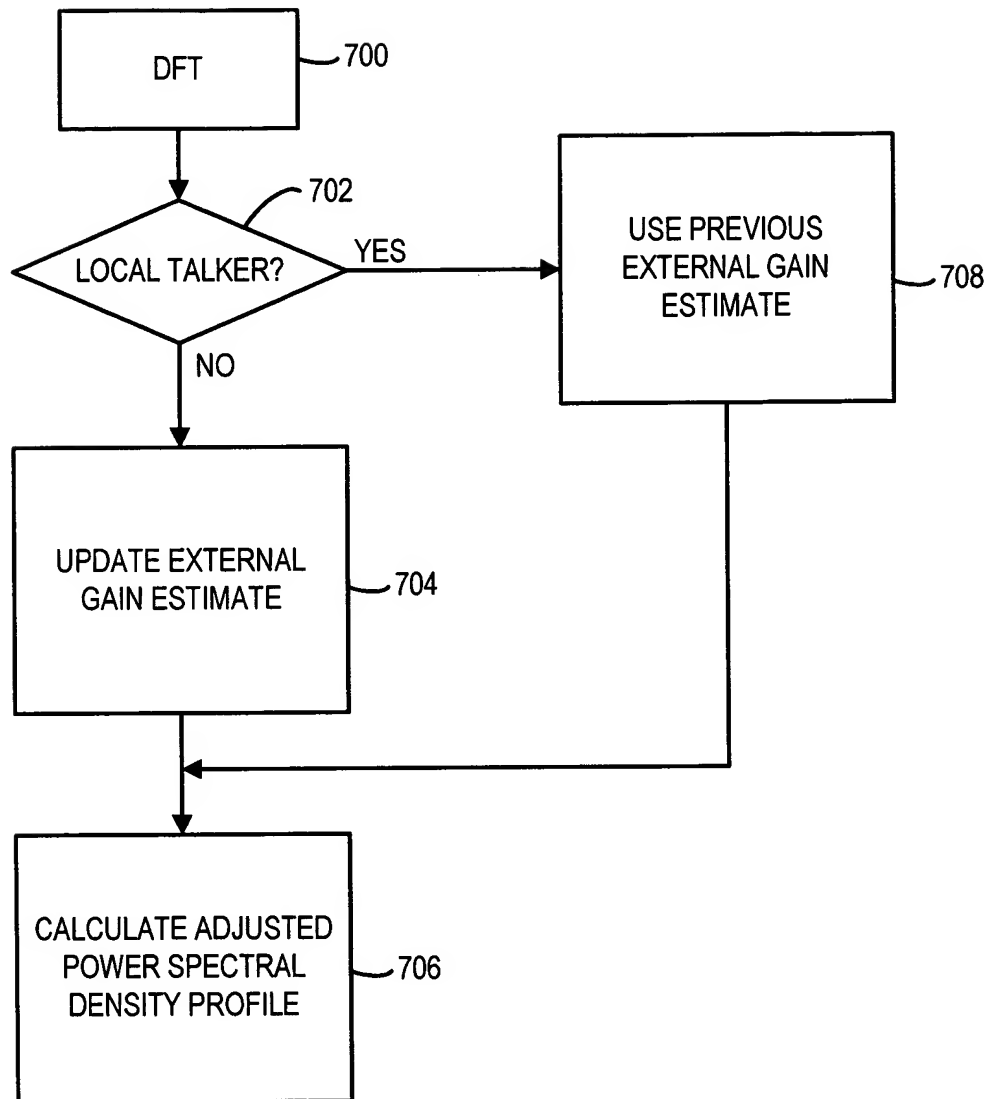 DFT
700
702
LOCAL TALKER?
YES
NO
USE PREVIOUS
EXTERNAL GAIN
ESTIMATE
708
UPDATE EXTERNAL
GAIN ESTIMATE
704
CALCULATE ADJUSTED
POWER SPECTRAL
DENSITY PROFILE
706